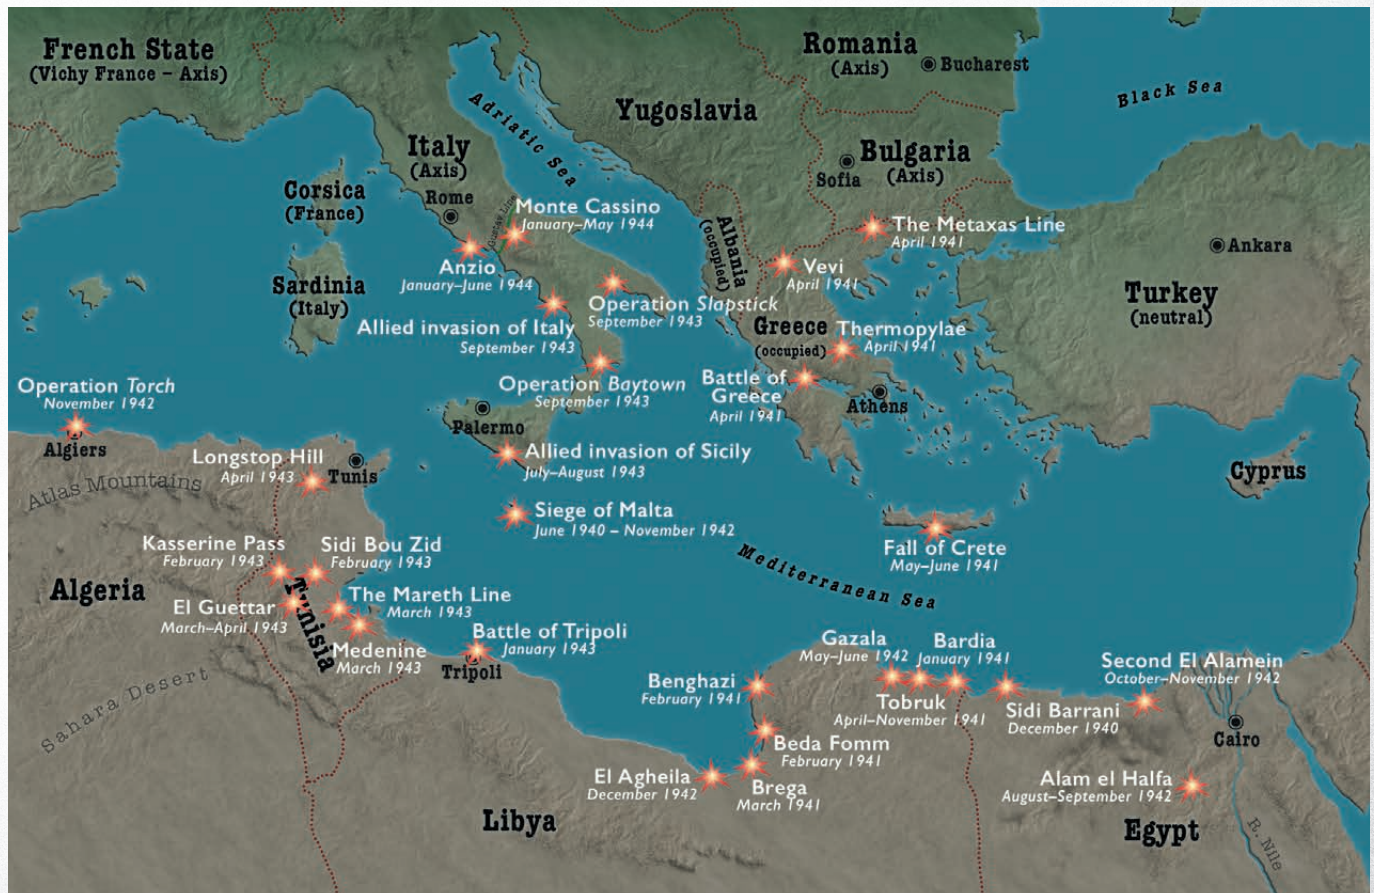 French State
(Vichy France – Axis)
Romania
(Axis)
Bucharest
Black Sea
Adriatic Sea
Yugoslavia
Italy
(Axis)
Rome
Bulgaria
(Axis)
Sofia
Corsica
(France)
Gustav Line
Monte Cassino
January–May 1944
Albania
(occupied)
The Metaxas Line
April 1941
Ankara
Anzio
January–June 1944
Vevi
April 1941
Sardinia
(Italy)
Operation Slapstick
September 1943
Turkey
(neutral)
Allied invasion of Italy
September 1943
Greece
(occupied)
Thermopylae
April 1941
Operation Torch
November 1942
Algiers
Operation Baytown
September 1943
Battle of
Greece
April 1941
Athens
Palermo
Longstop Hill
April 1943
Tunis
Allied invasion of Sicily
July–August 1943
Cyprus
Atlas Mountains
Siege of Malta
June 1940 – November 1942
Kasserine Pass
February 1943
Sidi Bou Zid
February 1943
Mediterranean Sea
Fall of Crete
May–June 1941
Algeria
Tunisia
El Guettar
March–April 1943
The Mareth Line
March 1943
Medenine
March 1943
Battle of Tripoli
January 1943
Tripoli
Sahara Desert
Gazala
May–June 1942
Bardia
January 1941
Benghazi
February 1941
Tobruk
April–November 1941
Sidi Barrani
December 1940
Second El Alamein
October–November 1942
Cairo
Beda Fomm
February 1941
El Agheila
December 1942
Brega
March 1941
Alam el Halfa
August–September 1942
Libya
Egypt
R. Nile